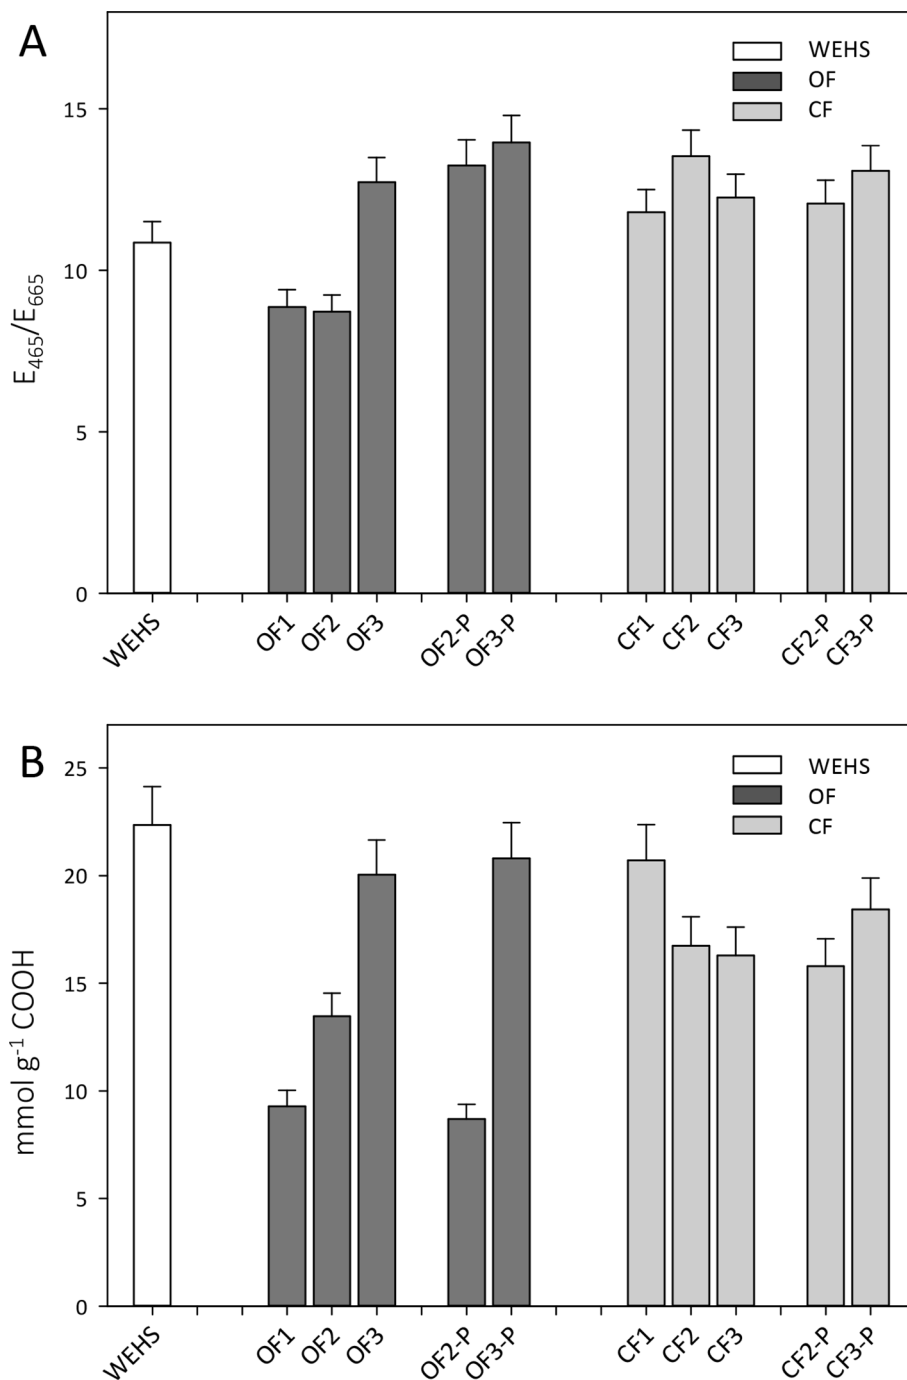 A
WEHS
OF
CF
15
10
5
0
E465/E665
WEHS
OF1
OF2
OF3
OF2-P
OF3-P
CF1
CF2
CF3
CF2-P
CF3-P
B
WEHS
OF
CF
25
20
15
10
5
0
mmol g-1 COOH
WEHS
OF1
OF2
OF3
OF2-P
OF3-P
CF1
CF2
CF3
CF2-P
CF3-P